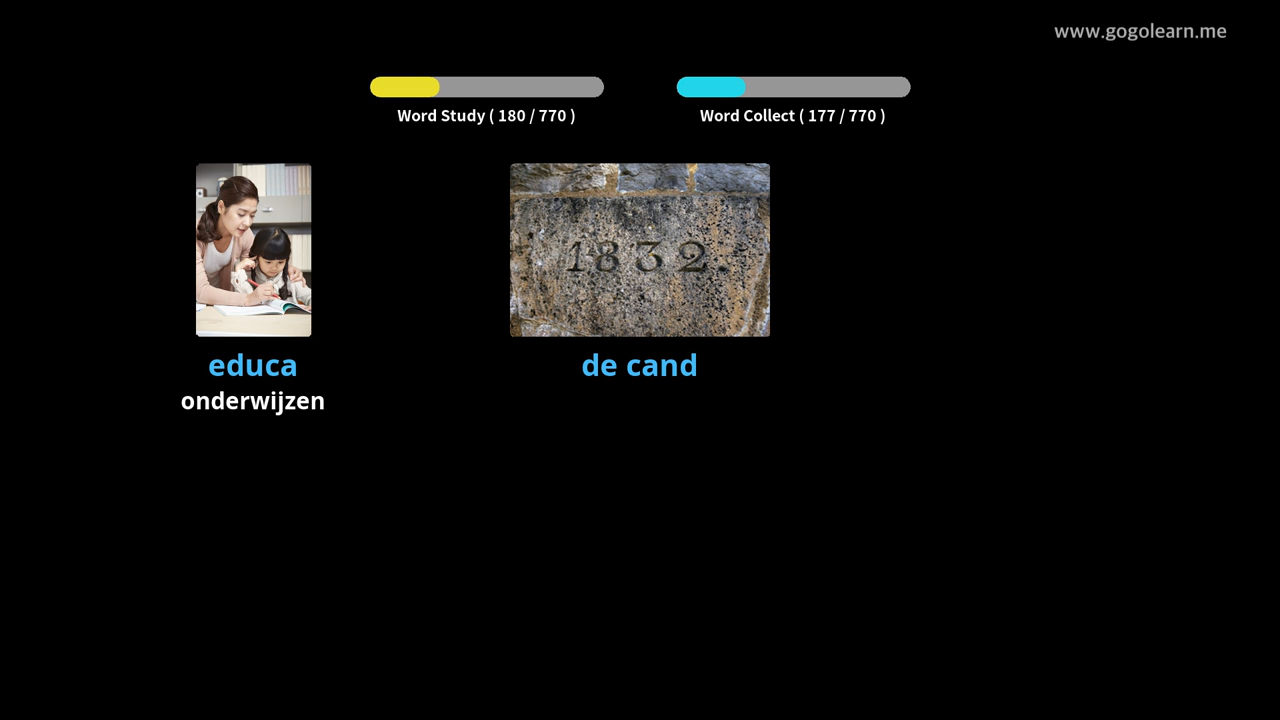 www.gogolearn.me
Word Study ( 180 / 770 )
Word Collect ( 177 / 770 )
1832.
educa
de cand
onderwijzen